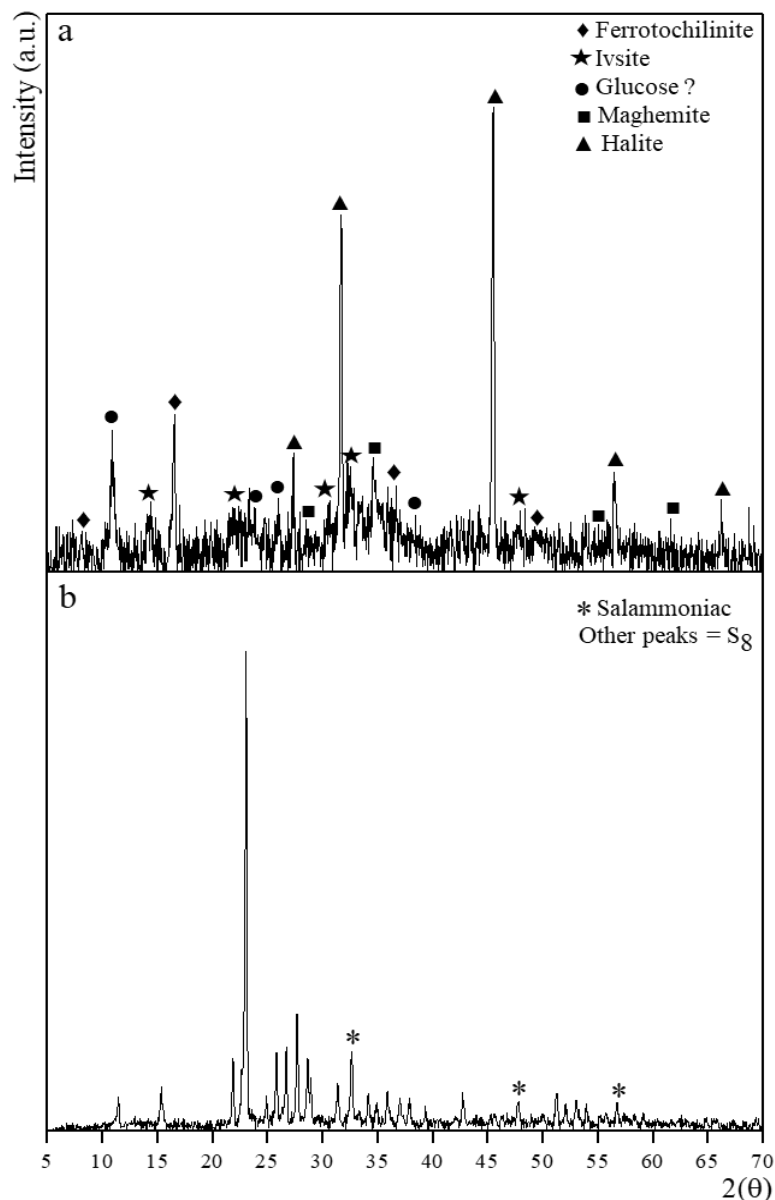 a
Intensity (a.u.)
♦ Ferrotochilinite
★ Ivsite
● Glucose ?
■ Maghemite
▲ Halite
b
* Salammoniac
Other peaks = S8
5 10 15 20 25 30 35 40 45 50 55 60 65 70
2(θ)